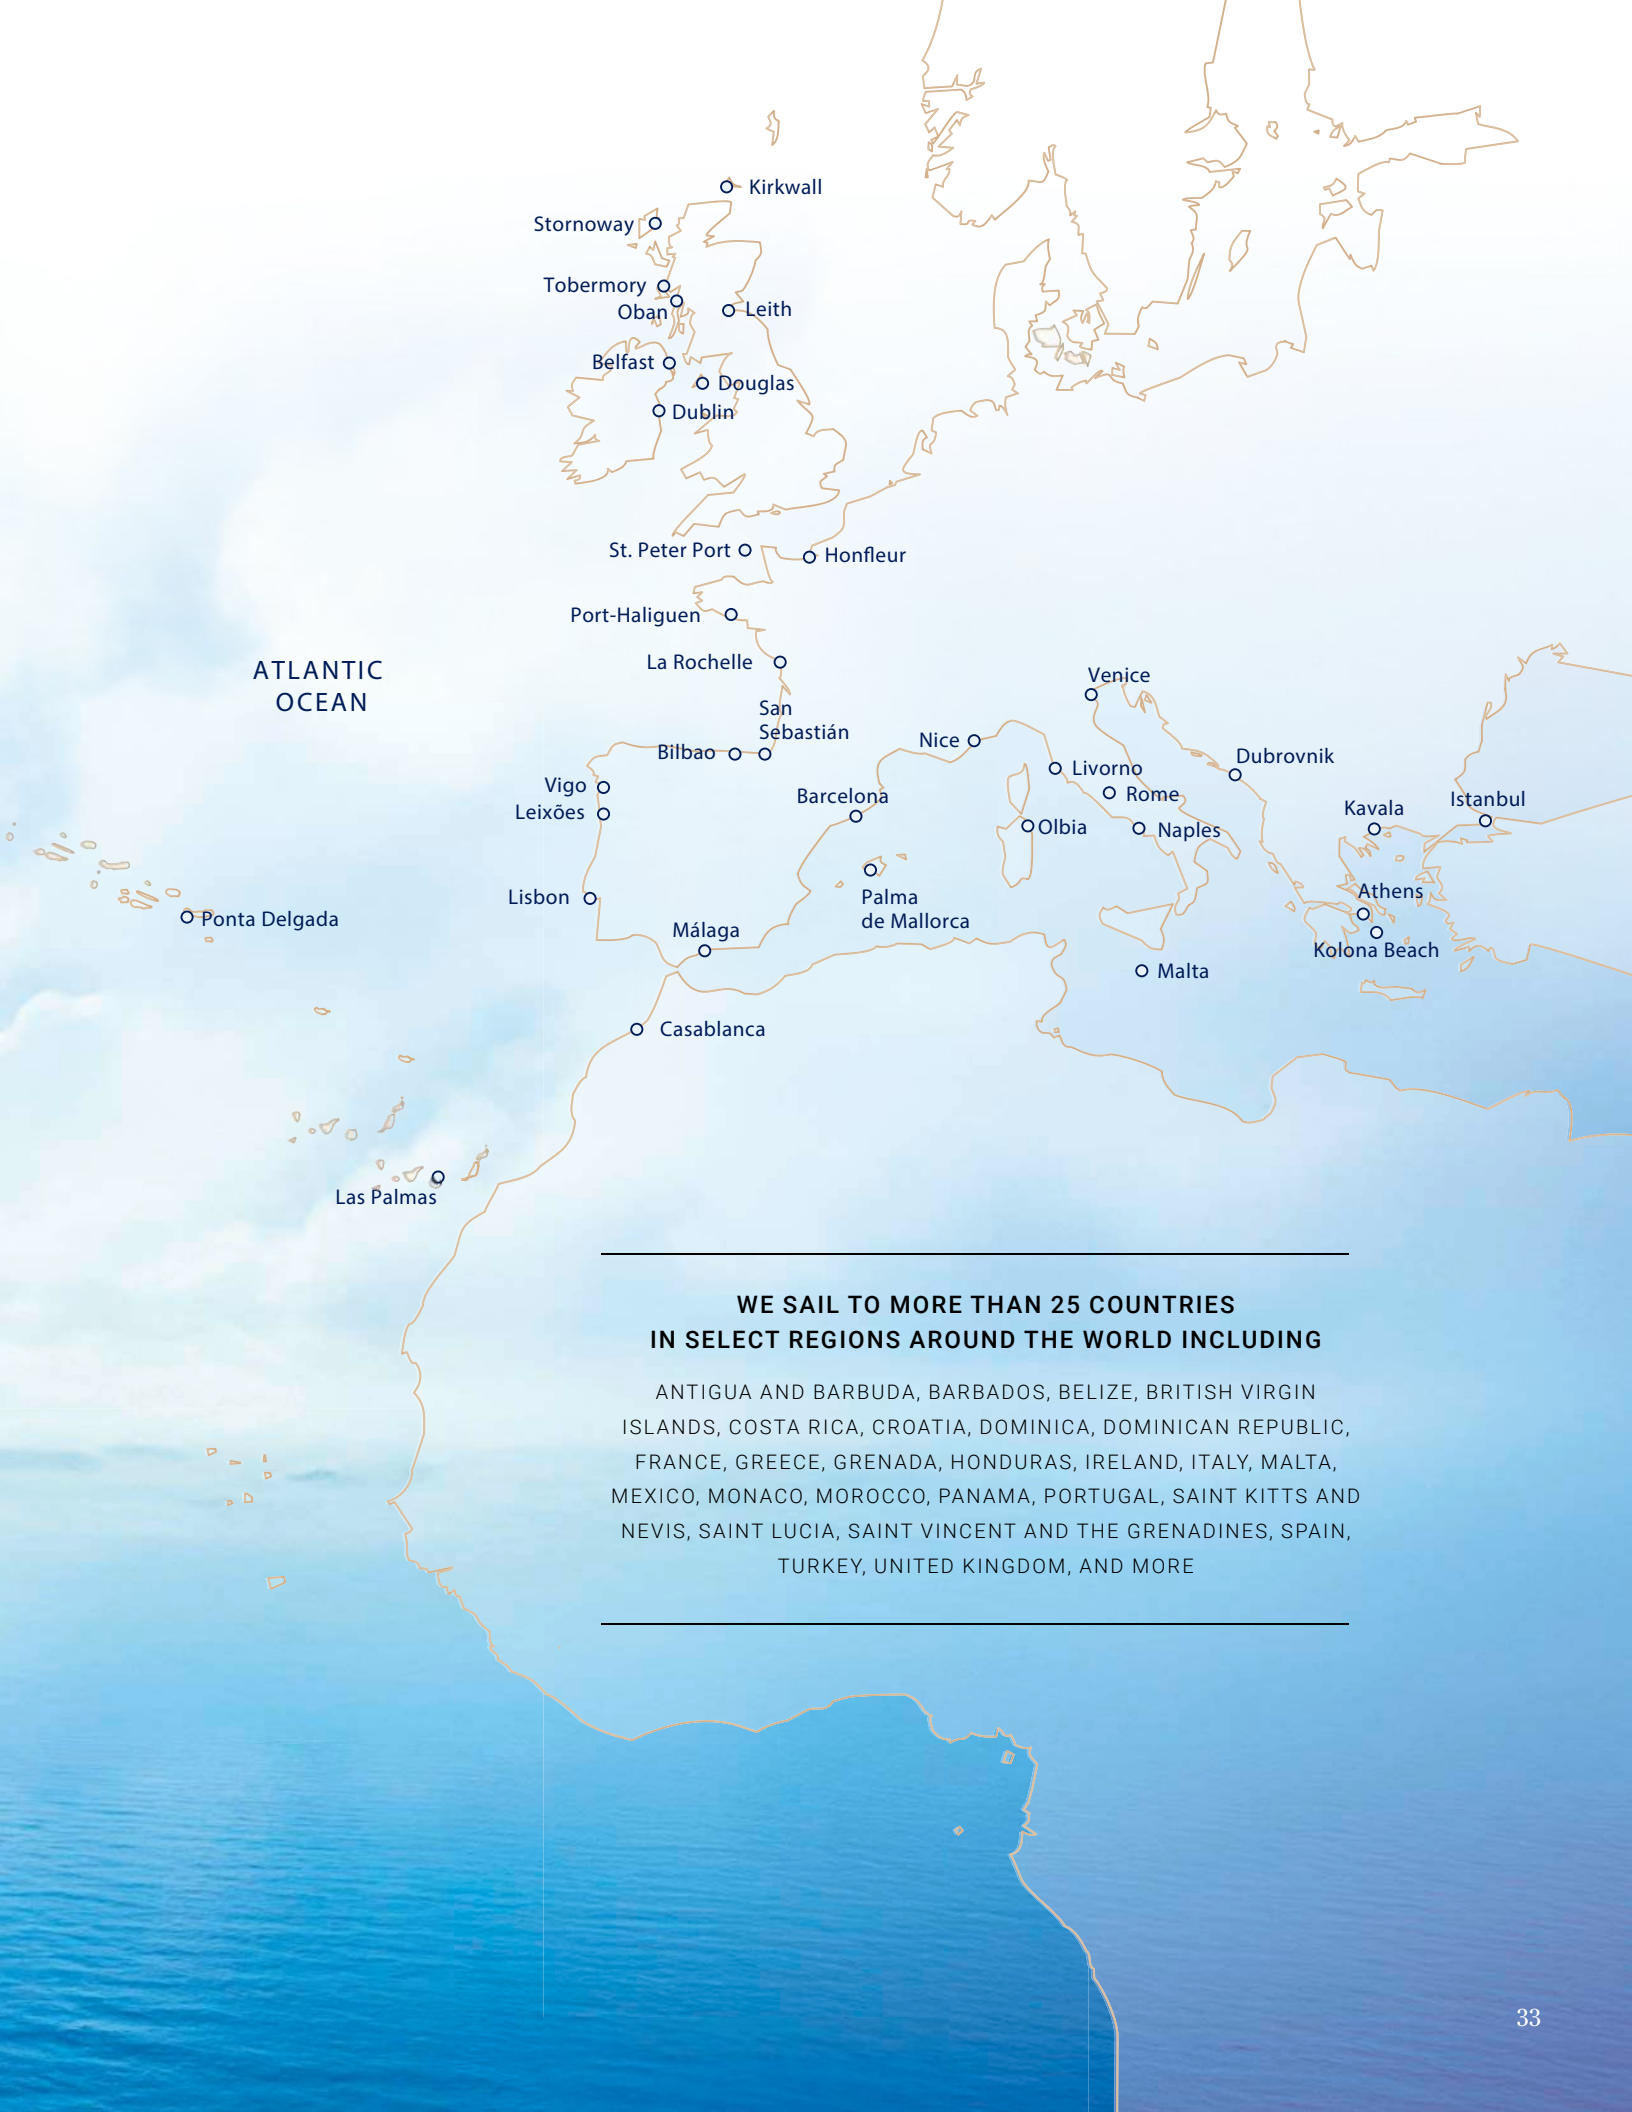 Kirkwall
Stornoway
Tobermory
Oban
Leith
Belfast
Douglas
Dublin
St. Peter Port
Honfleur
Port-Haliguen
La Rochelle
ATLANTIC
OCEAN
Venice
San
Sebastián
Bilbao
Nice
Dubrovnik
Livorno
Vigo
Barcelona
Rome
Istanbul
Kavala
Leixões
Olbia
Naples
Lisbon
Palma
de Mallorca
Athens
Ponta Delgada
Málaga
Kolona Beach
Malta
Casablanca
Las Palmas
WE SAIL TO MORE THAN 25 COUNTRIES
IN SELECT REGIONS AROUND THE WORLD INCLUDING
ANTIGUA AND BARBUDA, BARBADOS, BELIZE, BRITISH VIRGIN
ISLANDS, COSTA RICA, CROATIA, DOMINICA, DOMINICAN REPUBLIC,
FRANCE, GREECE, GRENADA, HONDURAS, IRELAND, ITALY, MALTA,
MEXICO, MONACO, MOROCCO, PANAMA, PORTUGAL, SAINT KITTS AND
NEVIS, SAINT LUCIA, SAINT VINCENT AND THE GRENADINES, SPAIN,
TURKEY, UNITED KINGDOM, AND MORE
33